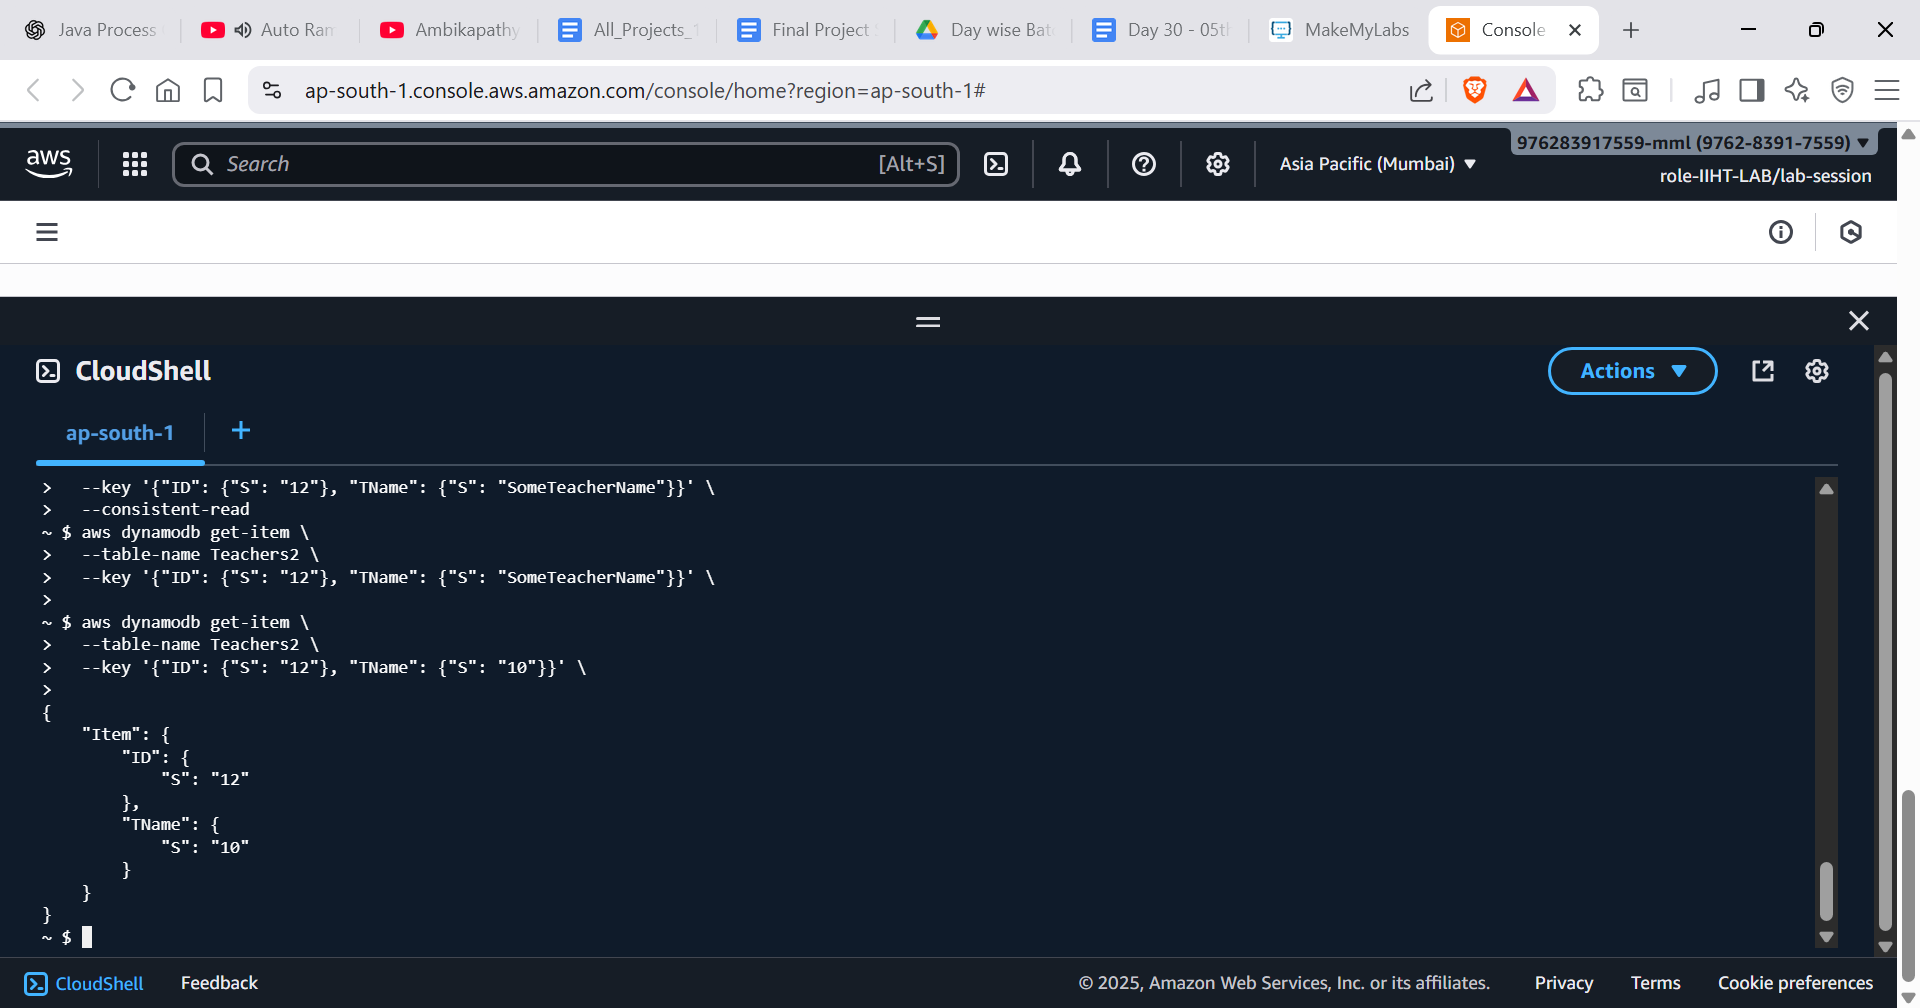 Java Process
Auto Ran
Ambikapathy
All_Projects_1
Final Project S
Day wise Bat
Day 30 - 05th
MakeMyLabs
Console
ap-south-1.console.aws.amazon.com/console/home?region=ap-south-1#
aws
Search
[Alt+S]
Asia Pacific (Mumbai)
976283917559-mml (9762-8391-7559)
role-IIHT-LAB/lab-session
CloudShell
Actions
ap-south-1
+
>   --key '{"ID": {"S": "12"}, "TName": {"S": "SomeTeacherName"}}' \
>   --consistent-read
~ $ aws dynamodb get-item \
>   --table-name Teachers2 \
>   --key '{"ID": {"S": "12"}, "TName": {"S": "SomeTeacherName"}}' \
>
~ $ aws dynamodb get-item \
>   --table-name Teachers2 \
>   --key '{"ID": {"S": "12"}, "TName": {"S": "10"}}' \
>
{
    "Item": {
        "ID": {
            "S": "12"
        },
        "TName": {
            "S": "10"
        }
    }
}
~ $
CloudShell
Feedback
© 2025, Amazon Web Services, Inc. or its affiliates.
Privacy
Terms
Cookie preferences